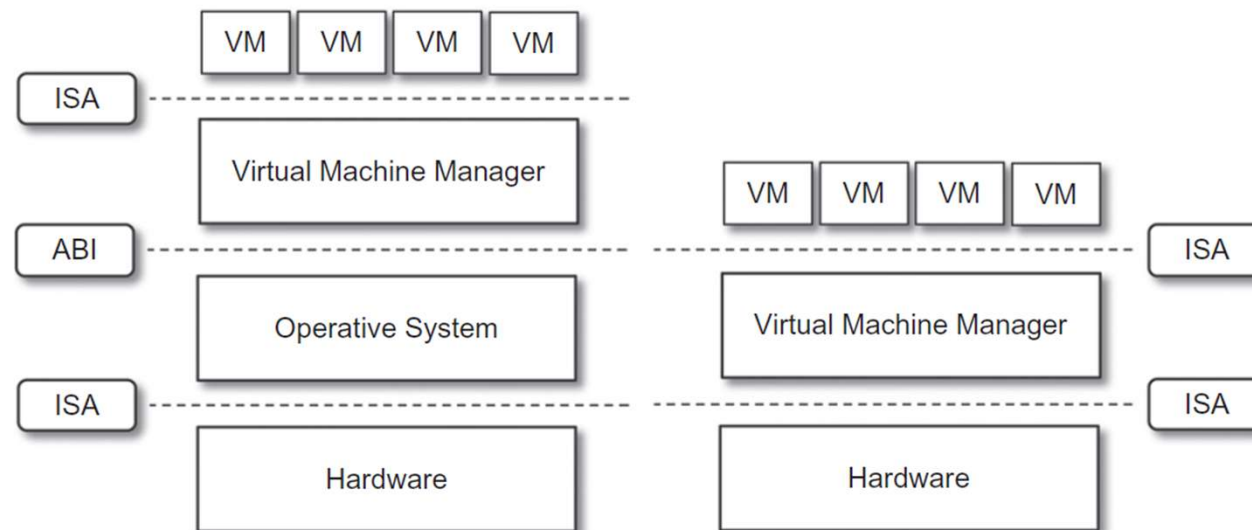 VM VM VM VM
ISA
Virtual Machine Manager
VM VM VM VM
ABI
ISA
Operative System
Virtual Machine Manager
ISA
ISA
Hardware
Hardware